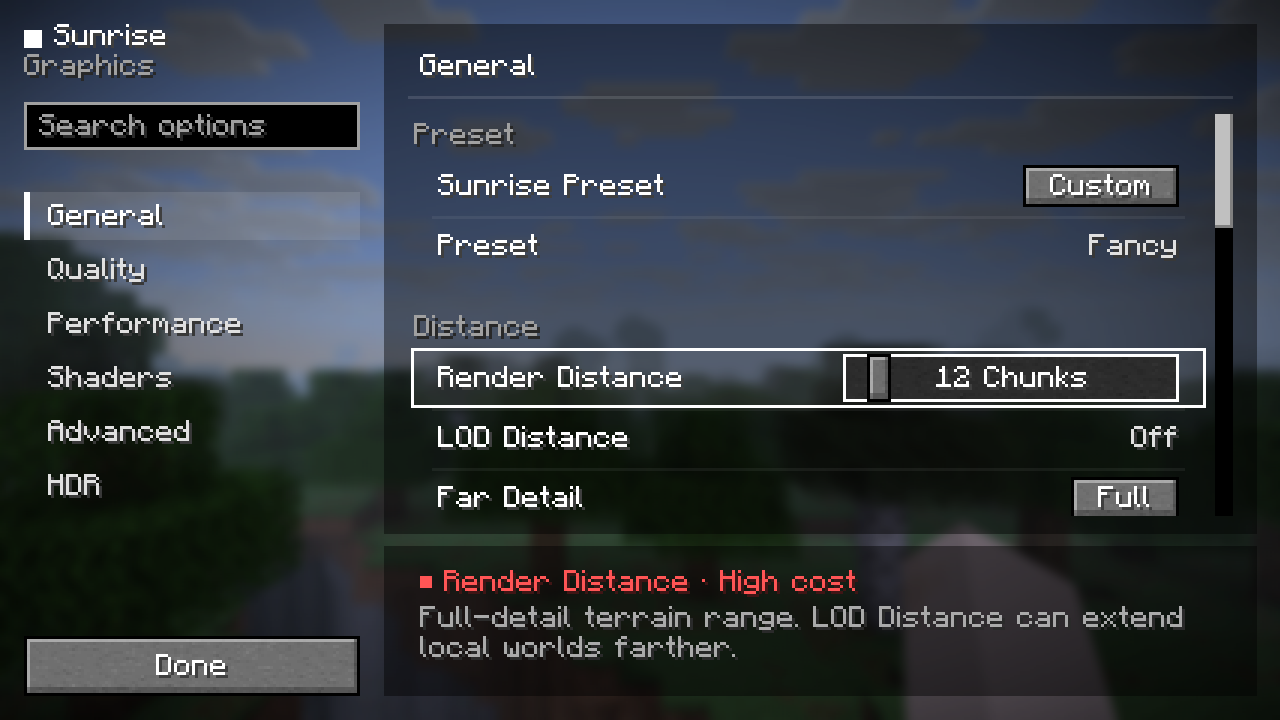 Sunrise
Graphics
Search options
General
Quality
Performance
Shaders
Advanced
HDR
Done
General
Preset
Sunrise Preset Custom
Preset Fancy
Distance
Render Distance 12 Chunks
LOD Distance Off
Far Detail Full
Render Distance · High cost
Full-detail terrain range. LOD Distance can extend
local worlds farther.